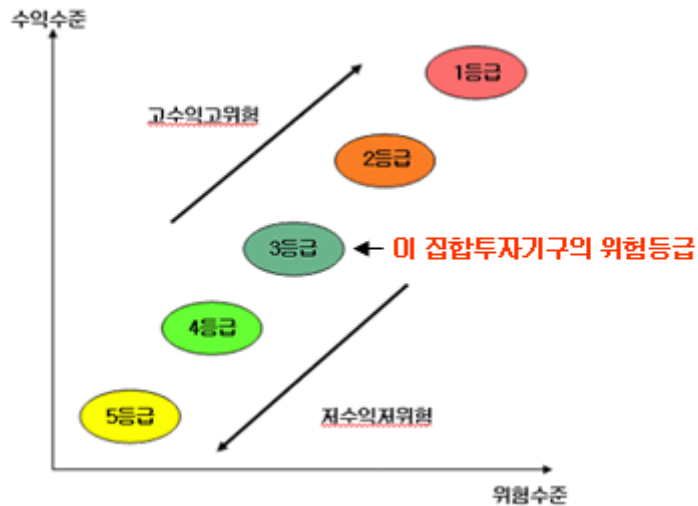 수익수준
1등급
고수익고위험
2등급
3등급
이 집합투자기구의 위험등급
4등급
5등급
저수익저위험
위험수준